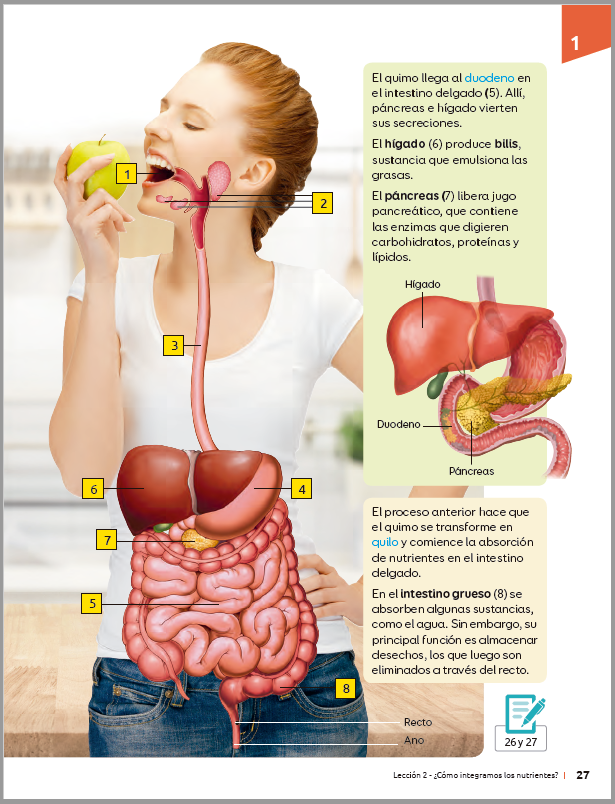 1
El quimo llega al duodeno en
el intestino delgado (5). Allí,
páncreas e hígado vierten
sus secreciones.
El hígado (6) produce bilis,
sustancia que emulsiona las
grasas.
El páncreas (7) libera jugo
pancreático, que contiene
las enzimas que digieren
carbohidratos, proteínas y
lípidos.
Hígado
Duodeno
Páncreas
1
2
3
6
4
7
5
8
El proceso anterior hace que
el quimo se transforme en
quilo y comience la absorción
de nutrientes en el intestino
delgado.
En el intestino grueso (8) se
absorben algunas sustancias,
como el agua. Sin embargo, su
principal función es almacenar
desechos, los que luego son
eliminados a través del recto.
Recto
Ano
26 y 27
Lección 2 - ¿Cómo integramos los nutrientes? | 27